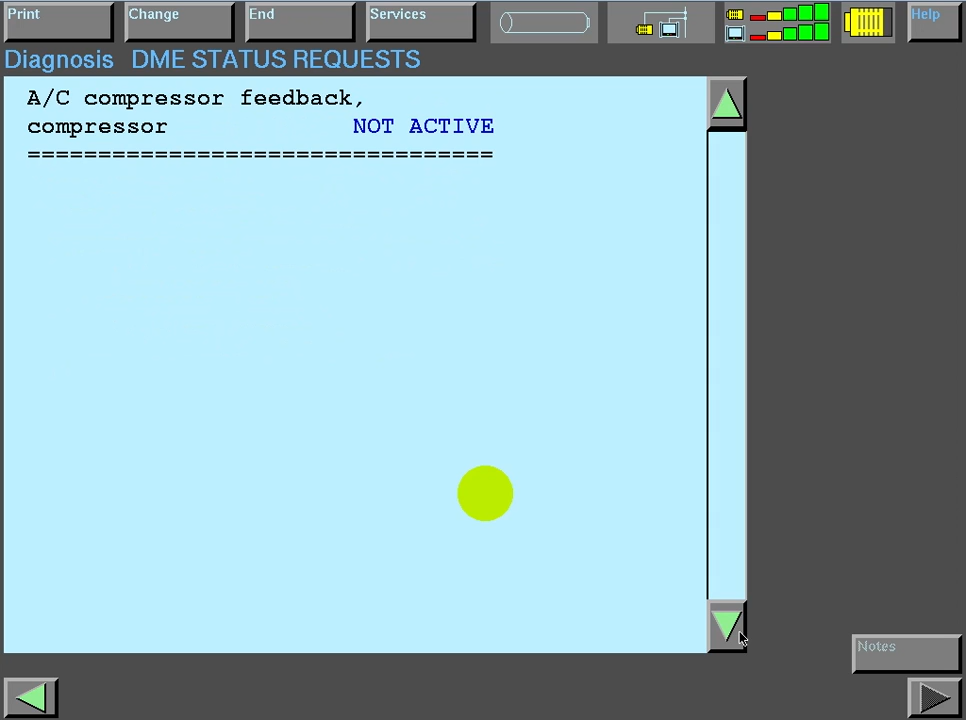 Print Change End Services Help
Diagnosis DME STATUS REQUESTS
A/C compressor feedback,
compressor NOT ACTIVE
=================================
Notes